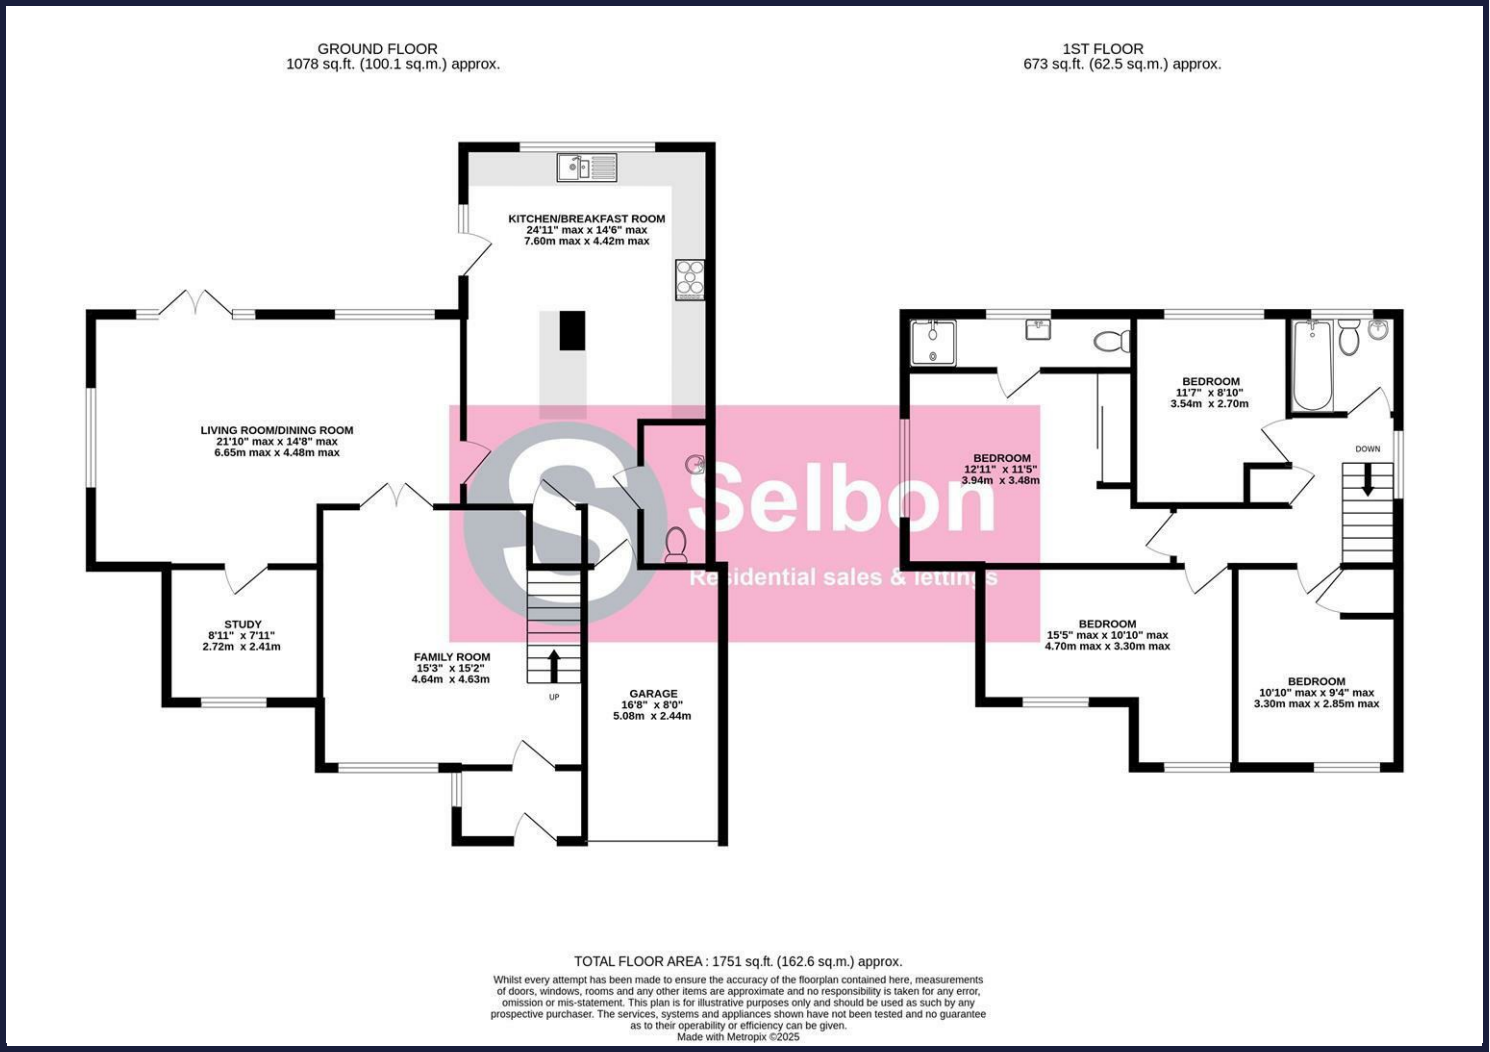 GROUND FLOOR
1078 sq.ft. (100.1 sq.m.) approx.
1ST FLOOR
673 sq.ft. (62.5 sq.m.) approx.
KITCHEN/BREAKFAST ROOM
24'11" max x 14'6" max
7.60m max x 4.42m max
LIVING ROOM/DINING ROOM
21'10" max x 14'8" max
6.65m max x 4.48m max
STUDY
8'11" x 7'11"
2.72m x 2.41m
FAMILY ROOM
15'3" x 15'2"
4.64m x 4.63m
UP
GARAGE
16'8" x 8'0"
5.08m x 2.44m
S
Selbon
Residential sales & lettings
BEDROOM
11'7" x 8'10"
3.54m x 2.70m
BEDROOM
12'11" x 11'5"
3.94m x 3.48m
DOWN
BEDROOM
15'5" max x 10'10" max
4.70m max x 3.30m max
BEDROOM
10'10" max x 9'4" max
3.30m max x 2.85m max
TOTAL FLOOR AREA : 1751 sq.ft. (162.6 sq.m.) approx.
Whilst every attempt has been made to ensure the accuracy of the floorplan contained here, measurements
of doors, windows, rooms and any other items are approximate and no responsibility is taken for any error,
omission or mis-statement. This plan is for illustrative purposes only and should be used as such by any
prospective purchaser. The services, systems and appliances shown have not been tested and no guarantee
as to their operability or efficiency can be given.
Made with Metropix ©2025